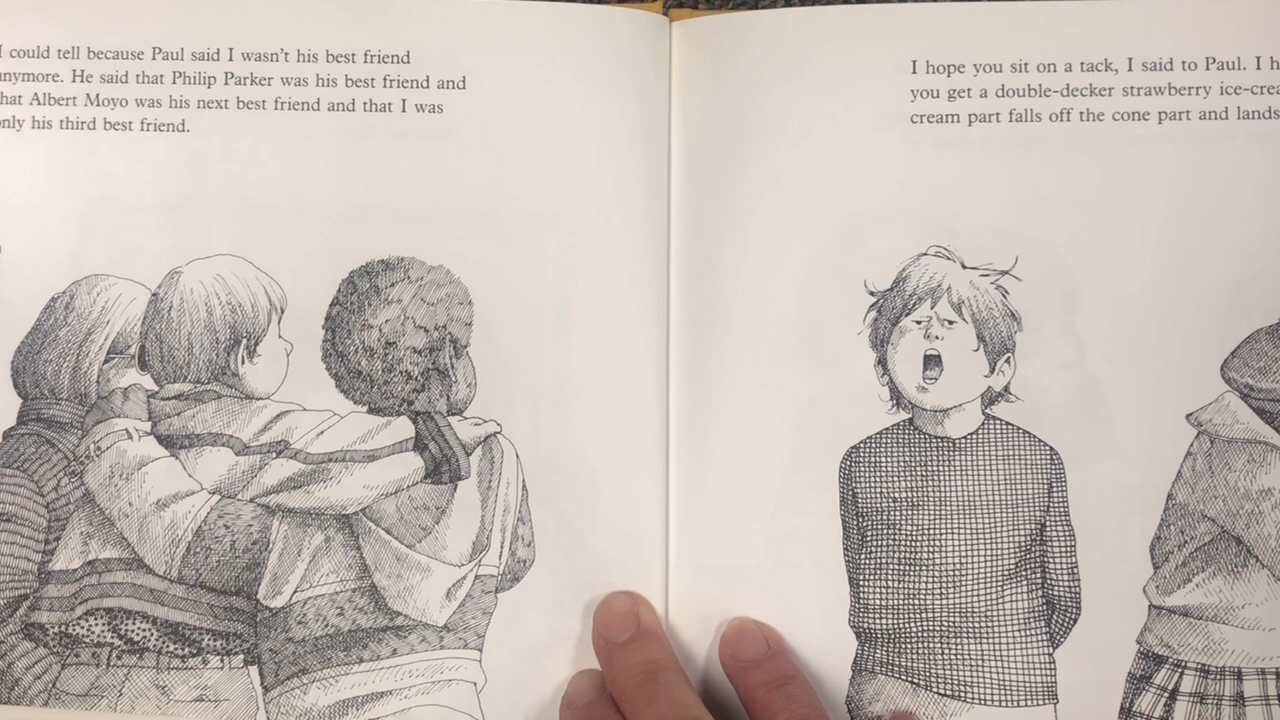 I could tell because Paul said I wasn't his best friend
anymore. He said that Philip Parker was his best friend and
that Albert Moyo was his next best friend and that I was
only his third best friend.
I hope you sit on a tack, I said to Paul. I h
you get a double-decker strawberry ice-crea
cream part falls off the cone part and lands